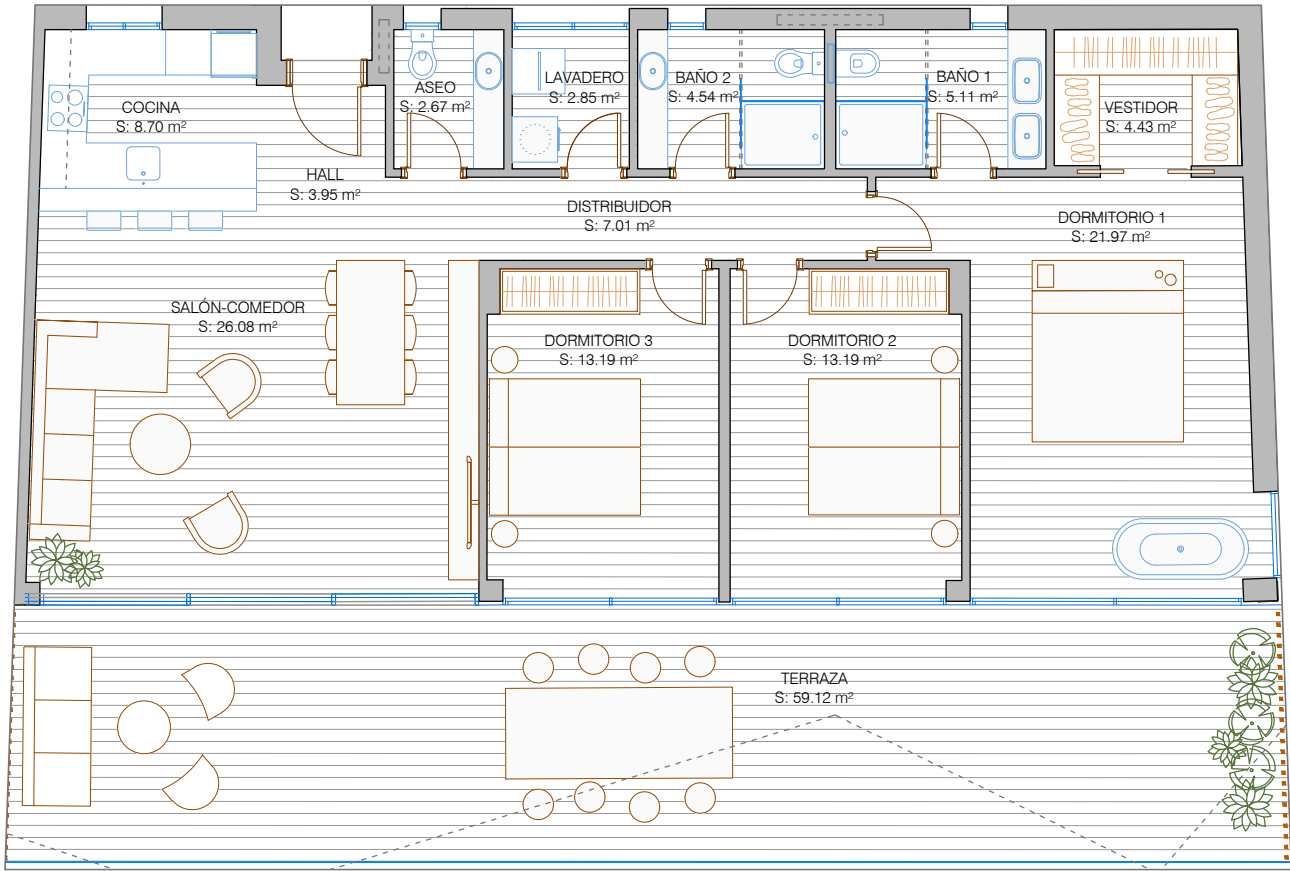 COCINA
S: 8.70 m²
ASEO
S: 2.67 m²
LAVADERO
S: 2.85 m²
BAÑO 2
S: 4.54 m²
BAÑO 1
S: 5.11 m²
VESTIDOR
S: 4.43 m²
HALL
S: 3.95 m²
DISTRIBUIDOR
S: 7.01 m²
DORMITORIO 1
S: 21.97 m²
SALÓN-COMEDOR
S: 26.08 m²
DORMITORIO 3
S: 13.19 m²
DORMITORIO 2
S: 13.19 m²
TERRAZA
S: 59.12 m²